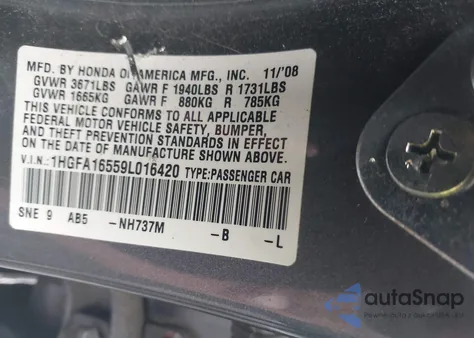 MFD. BY HONDA OF AMERICA MFG., INC. 11/'08
GVWR 3671LBS GAWR F 1940LBS R 1731LBS
GVWR 1665KG GAWR F 880KG R 785KG
THIS VEHICLE CONFORMS TO ALL APPLICABLE
FEDERAL MOTOR VEHICLE SAFETY, BUMPER,
AND THEFT PREVENTION STANDARDS IN EFFECT
ON THE DATE OF MANUFACTURE SHOWN ABOVE.
V.I.N.: 1HGFA16559L016420 TYPE:PASSENGER CAR
SNE 9 AB5 -NH737M -B -L
autoSnap